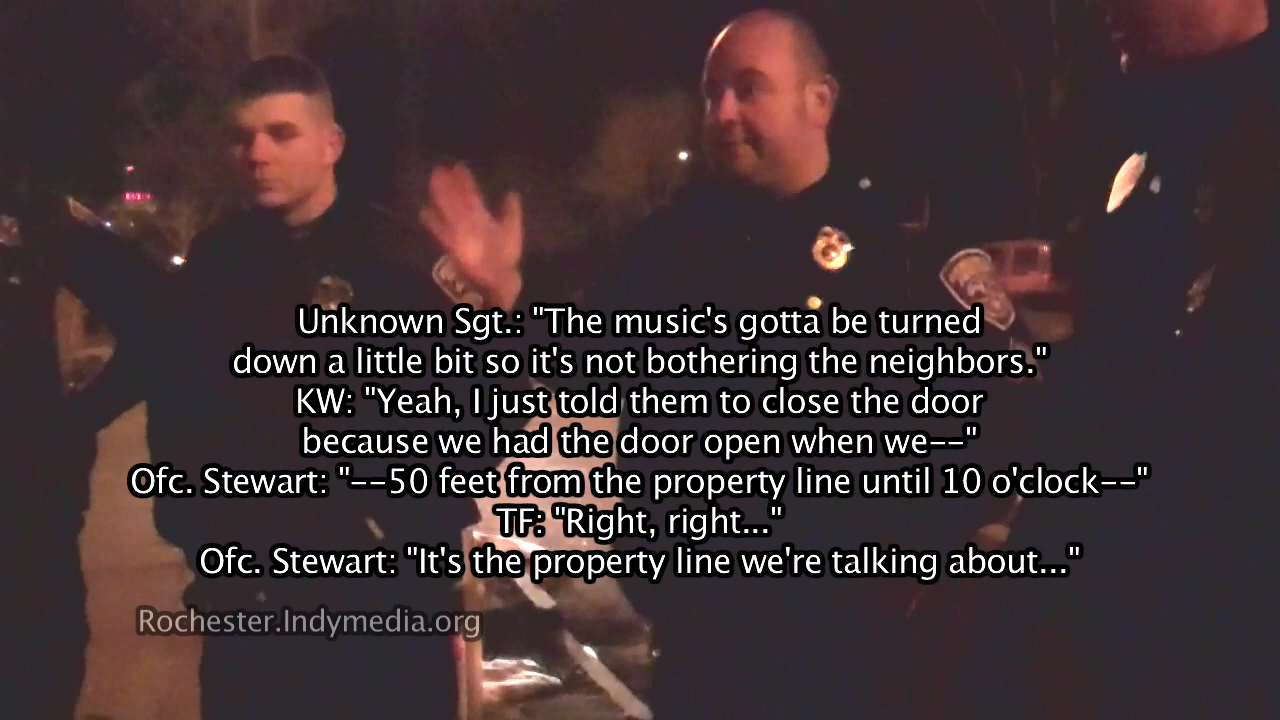 Unknown Sgt.: "The music's gotta be turned
down a little bit so it's not bothering the neighbors."
KW: "Yeah, I just told them to close the door
because we had the door open when we--"
Ofc. Stewart: "--50 feet from the property line until 10 o'clock--"
TF: "Right, right..."
Ofc. Stewart: "It's the property line we're talking about..."
Rochester.Indymedia.org